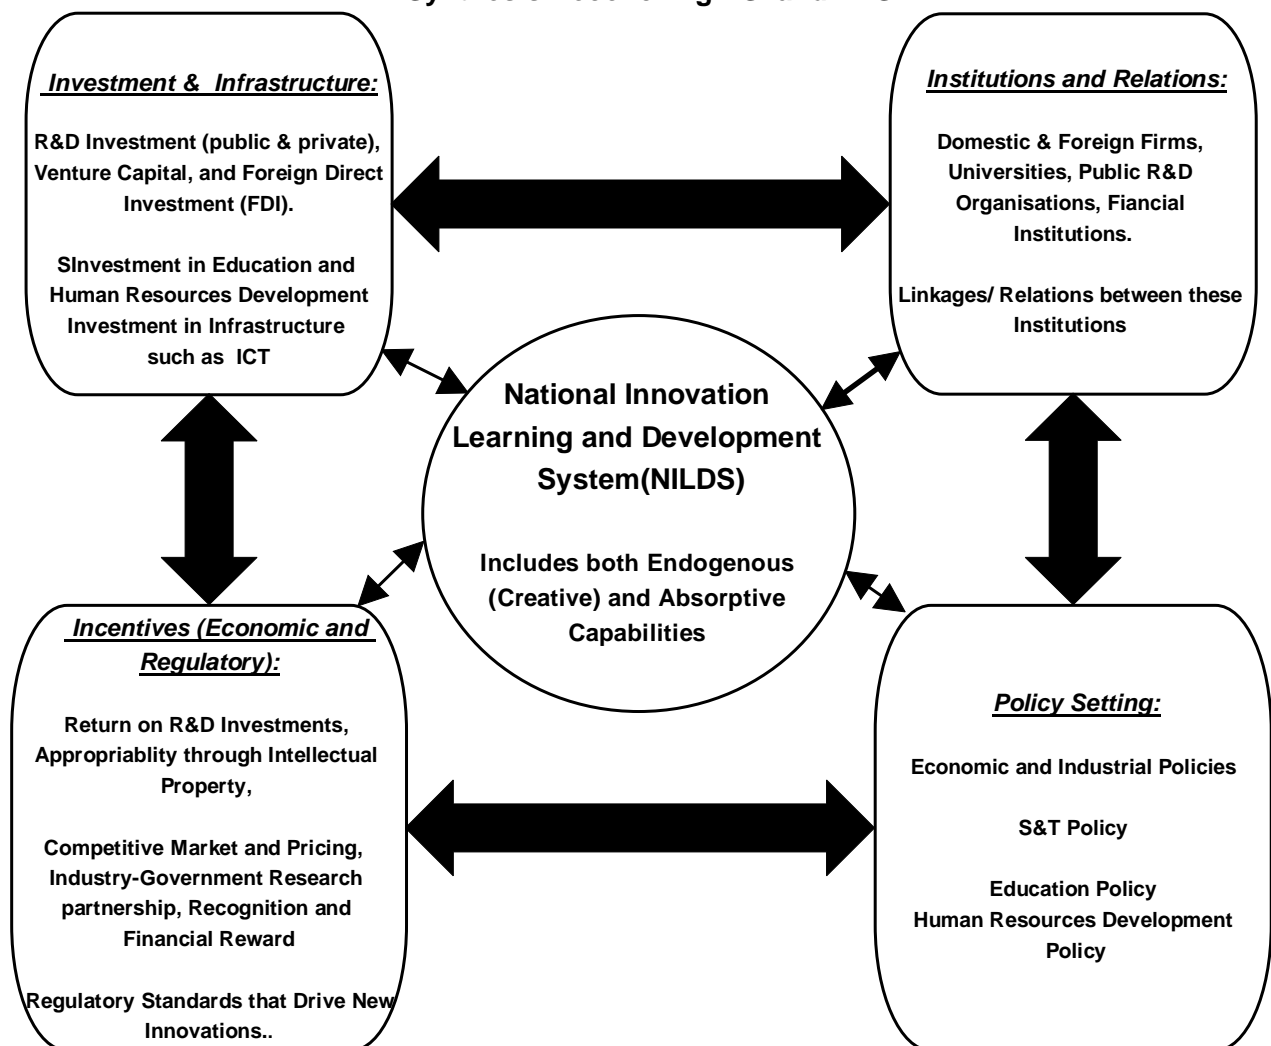 Investment & Infrastructure:
R&D Investment (public & private),
Venture Capital, and Foreign Direct
Investment (FDI).
SInvestment in Education and
Human Resources Development
Investment in Infrastructure
such as ICT
Institutions and Relations:
Domestic & Foreign Firms,
Universities, Public R&D
Organisations, Fiancial
Institutions.
Linkages/ Relations between these
Institutions
National Innovation
Learning and Development
System(NILDS)
Includes both Endogenous
(Creative) and Absorptive
Capabilities
Incentives (Economic and
Regulatory):
Return on R&D Investments,
Appropriablity through Intellectual
Property,
Competitive Market and Pricing,
Industry-Government Research
partnership, Recognition and
Financial Reward
Regulatory Standards that Drive New
Innovations..
Policy Setting:
Economic and Industrial Policies
S&T Policy
Education Policy
Human Resources Development
Policy